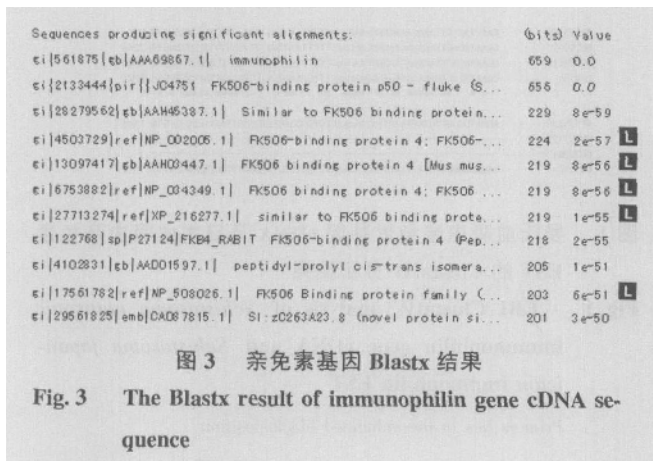 Sequences producing significant alignments: (bits) Value
gi|561875|gb|AAA69867.1| immunophilin 659 0.0
gi{2133444{pir{{JC4751 FK506-binding protein p50 - fluke (S... 656 0.0
gi|28279562|gb|AAH45387.1| Similar to FK506 binding protein... 229 8e-59
gi|4503729|ref|NP_002005.1| FK506-binding protein 4; FK506-... 224 2e-57 L
gi|13097417|gb|AAH03447.1| FK506 binding protein 4 [Mus mus... 219 8e-56 L
gi|6753882|ref|NP_034349.1| FK506 binding protein 4; FK506 ... 219 8e-56 L
gi|27713274|ref|XP_216277.1| similar to FK506 binding prote... 219 1e-55 L
gi|122768|sp|P27124|FKB4_RABIT FK506-binding protein 4 (Pep... 218 2e-55
gi|4102831|gb|AAD01597.1| peptidyl-prolyl cis-trans isomera... 205 1e-51
gi|17561782|ref|NP_508026.1| FK506 Binding protein family (... 203 6e-51 L
gi|29561825|emb|CAD87815.1| SI:zC263A23.8 (novel protein si... 201 3e-50
图 3 亲免素基因 Blastx 结果
Fig. 3 The Blastx result of immunophilin gene cDNA se-
quence